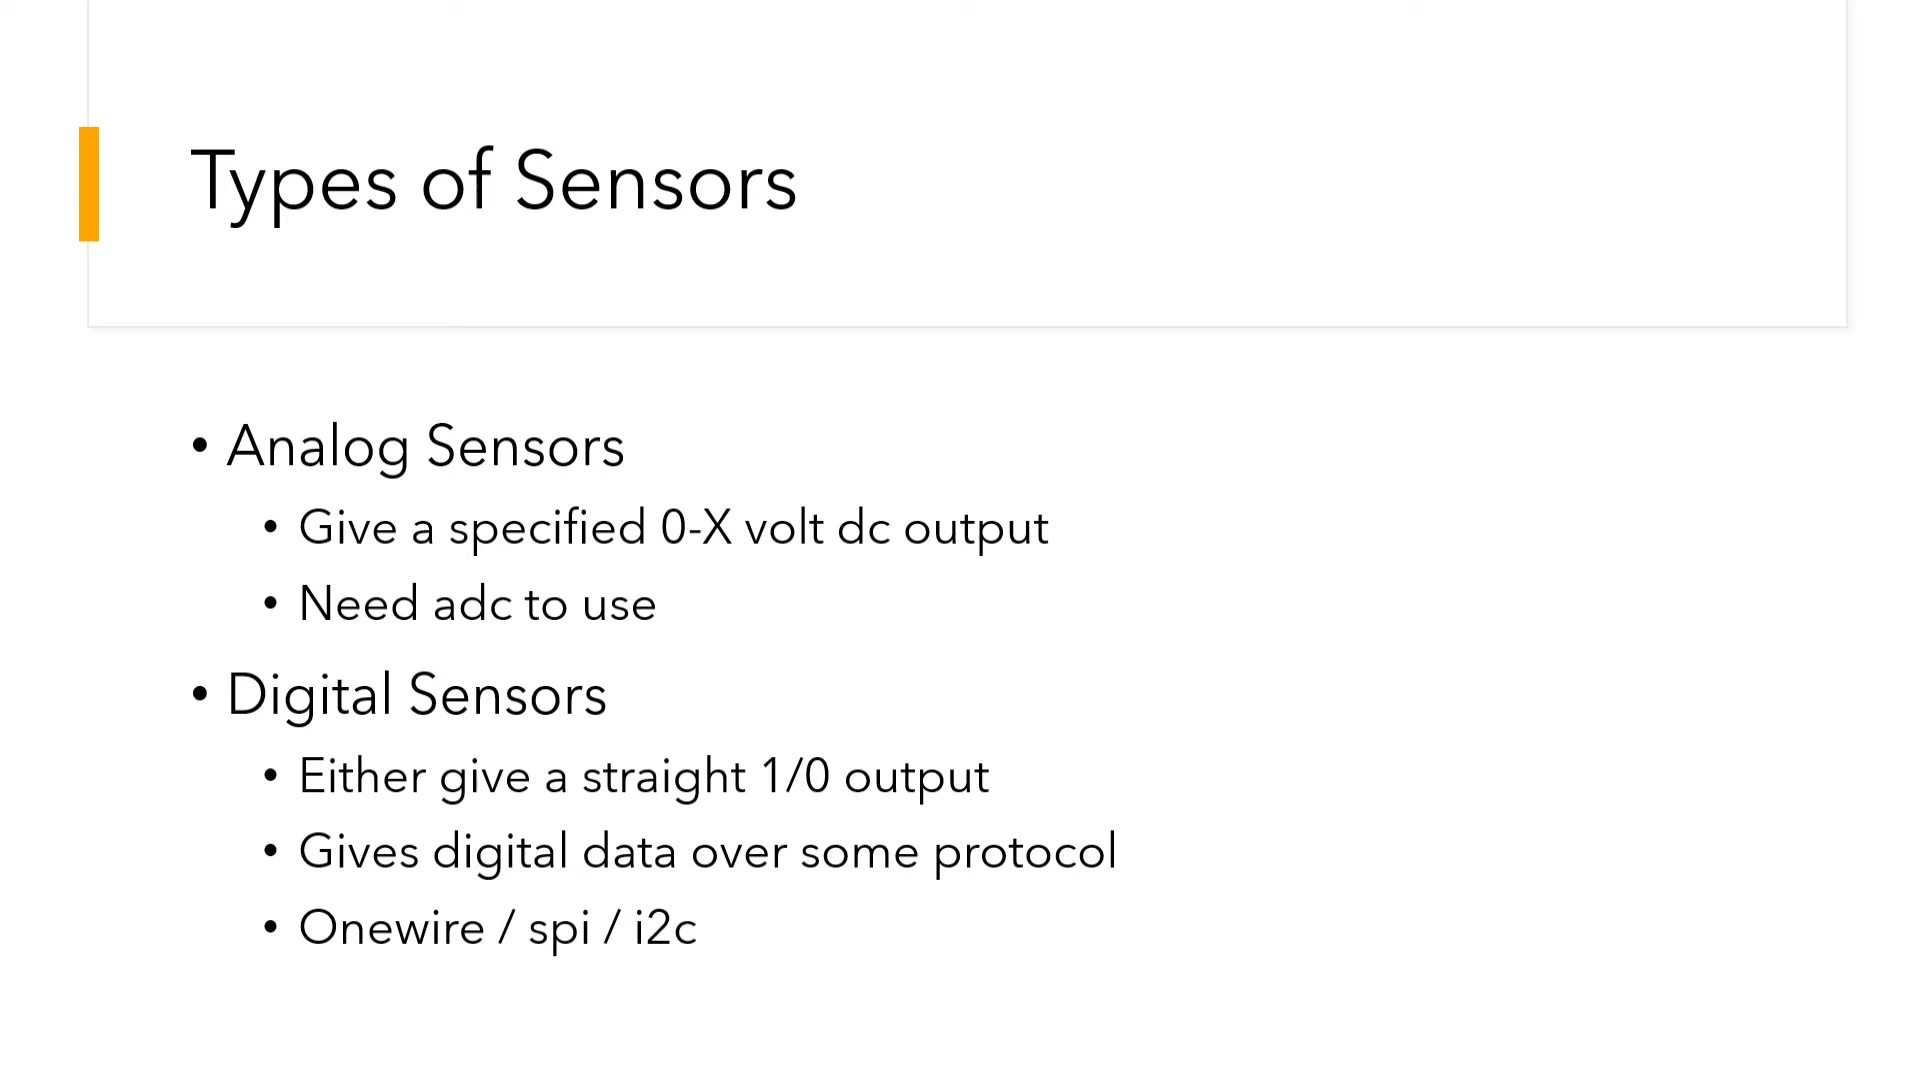 Types of Sensors
• Analog Sensors
• Give a specified 0-X volt dc output
• Need adc to use
• Digital Sensors
• Either give a straight 1/0 output
• Gives digital data over some protocol
• Onewire / spi / i2c